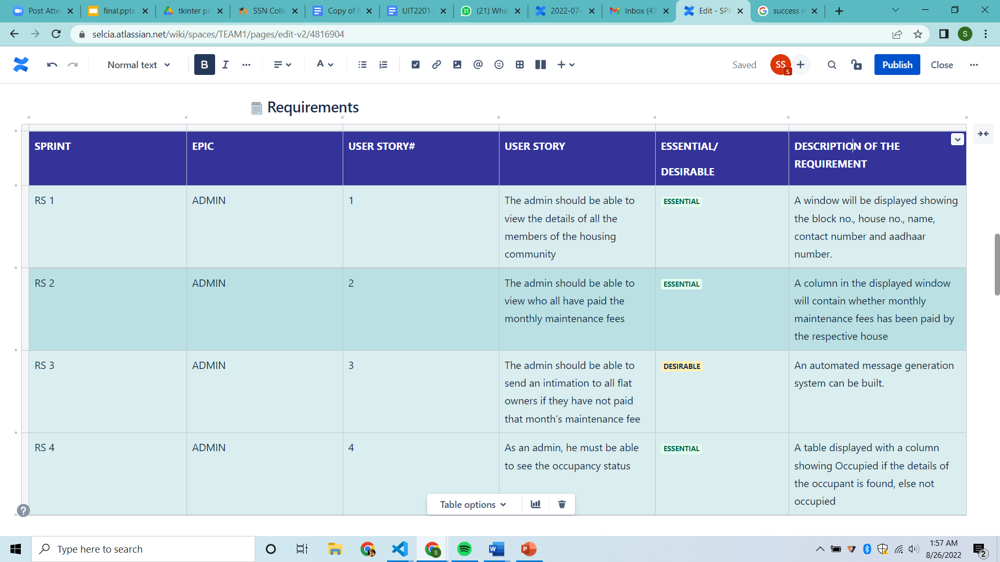 Post Atte
final.pptx
tkinter pr
SSN Colle
Copy of P
UIT2201-
(21) What
2022-07-
Inbox (43
Edit - SPR
success m
selcia.atlassian.net/wiki/spaces/TEAM1/pages/edit-v2/4816904
S
Normal text
B
I
A
Saved
SS
S
Publish
Close
Requirements
SPRINT
EPIC
USER STORY#
USER STORY
ESSENTIAL/
DESIRABLE
DESCRIPTION OF THE
REQUIREMENT
RS 1
ADMIN
1
The admin should be able to
view the details of all the
members of the housing
community
ESSENTIAL
A window will be displayed showing
the block no., house no., name,
contact number and aadhaar
number.
RS 2
ADMIN
2
The admin should be able to
view who all have paid the
monthly maintenance fees
ESSENTIAL
A column in the displayed window
will contain whether monthly
maintenance fees has been paid by
the respective house
RS 3
ADMIN
3
The admin should be able to
send an intimation to all flat
owners if they have not paid
that month’s maintenance fee
DESIRABLE
An automated message generation
system can be built.
RS 4
ADMIN
4
As an admin, he must be able
to see the occupancy status
ESSENTIAL
A table displayed with a column
showing Occupied if the details of
the occupant is found, else not
occupied
Table options
Type here to search
1:57 AM
8/26/2022
2